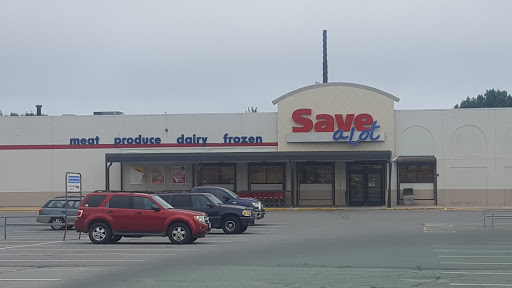 Save
a Lot
meat produce dairy frozen